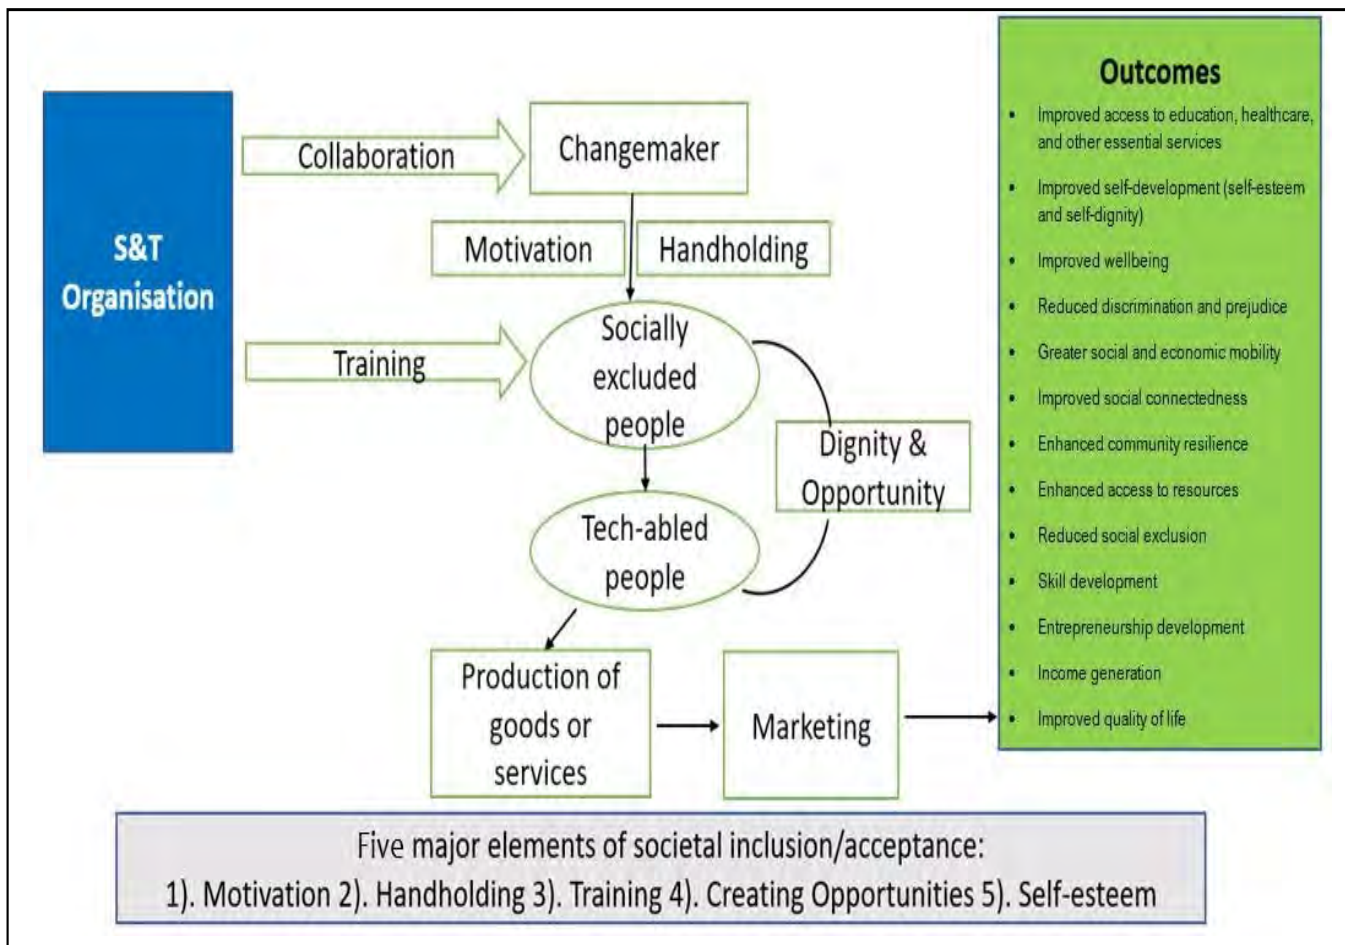 S&T
Organisation
Collaboration
Changemaker
Motivation
Handholding
Training
Socially
excluded
people
Dignity &
Opportunity
Tech-abled
people
Production of
goods or
services
Marketing
Outcomes
• Improved access to education, healthcare,
and other essential services
• Improved self-development (self-esteem
and self-dignity)
• Improved wellbeing
• Reduced discrimination and prejudice
• Greater social and economic mobility
• Improved social connectedness
• Enhanced community resilience
• Enhanced access to resources
• Reduced social exclusion
• Skill development
• Entrepreneurship development
• Income generation
• Improved quality of life
Five major elements of societal inclusion/acceptance:
1). Motivation 2). Handholding 3). Training 4). Creating Opportunities 5). Self-esteem